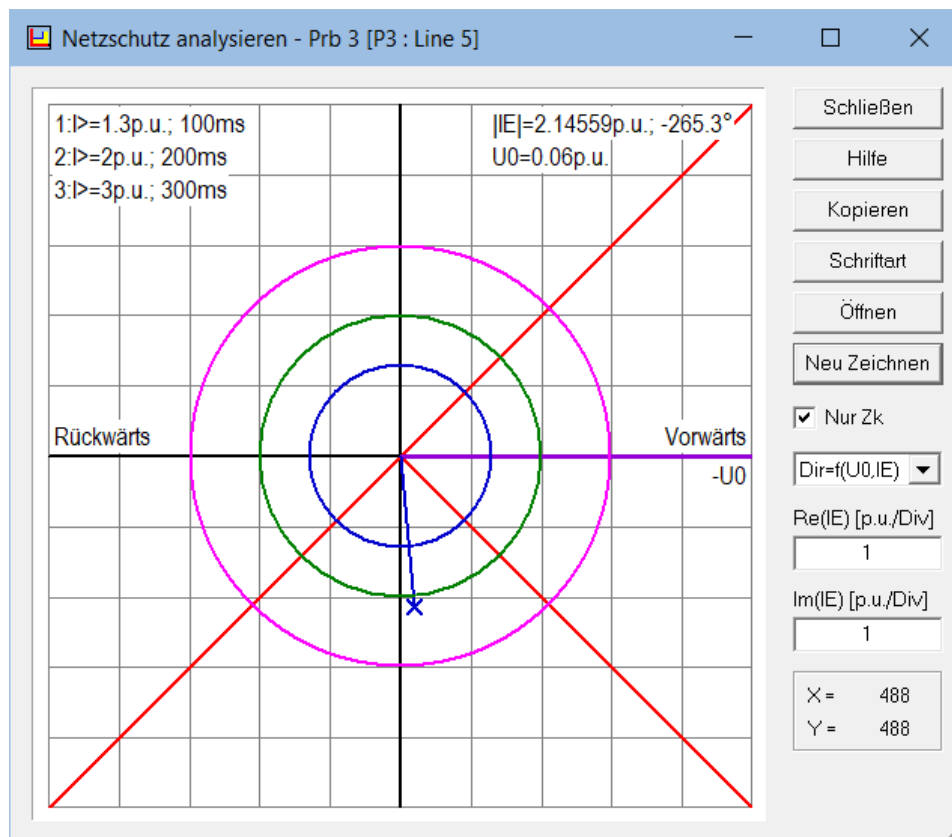 Netzschutz analysieren - Prb 3 [P3 : Line 5]
1:I>=1.3p.u.; 100ms
2:I>=2p.u.; 200ms
3:I>=3p.u.; 300ms
|IE|=2.14559p.u.; -265.3°
U0=0.06p.u.
Rückwärts
Vorwärts
-U0
Schließen
Hilfe
Kopieren
Schriftart
Öffnen
Neu Zeichnen
Nur Zk
Dir=f(U0,IE)
Re(IE) [p.u./Div]
1
Im(IE) [p.u./Div]
1
X = 488
Y = 488